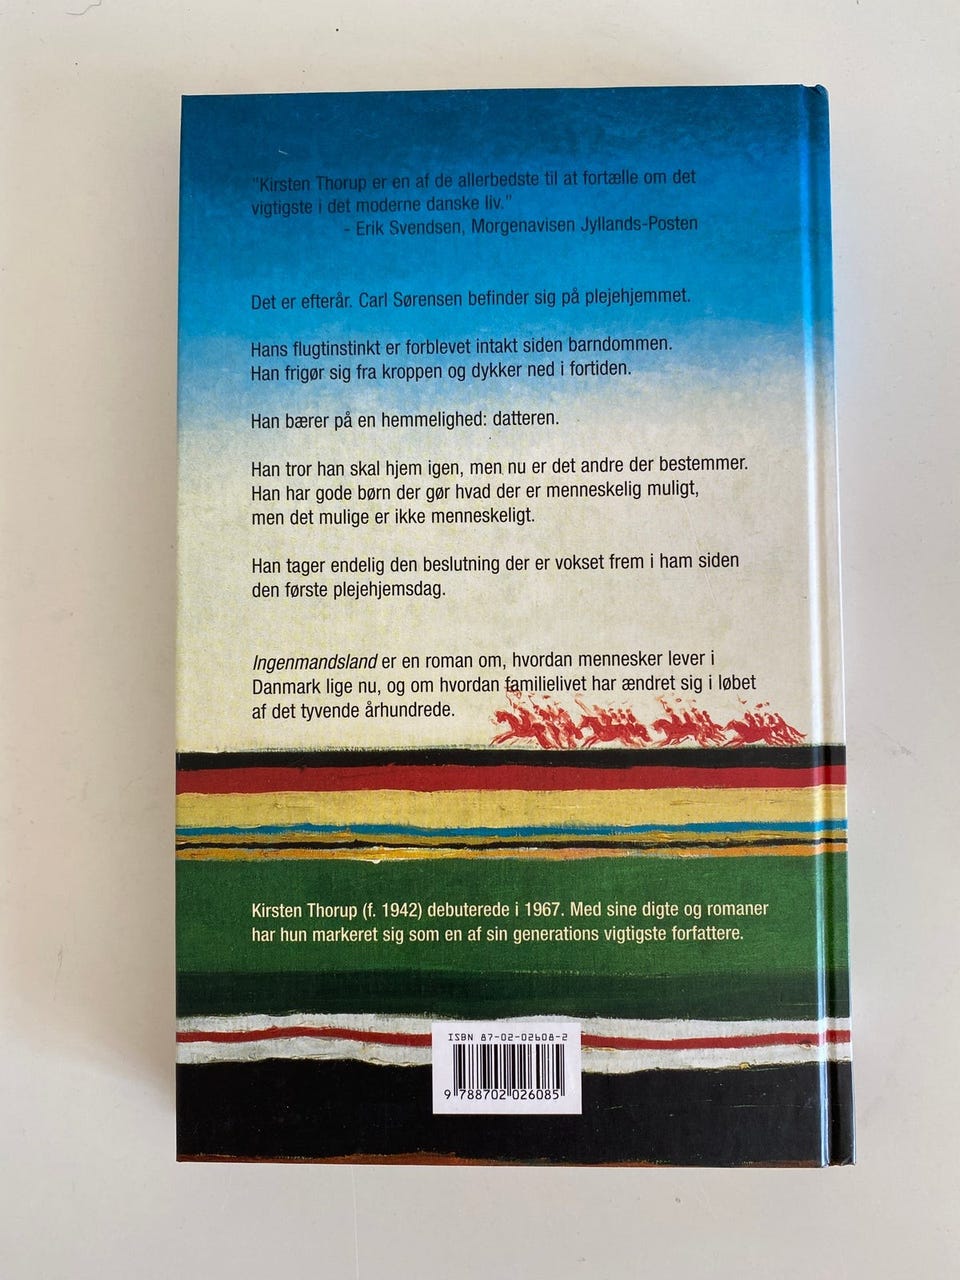 "Kirsten Thorup er en af de allerbedste til at fortælle om det
vigtigste i det moderne danske liv."
- Erik Svendsen, Morgenavisen Jyllands-Posten
Det er efterår. Carl Sørensen befinder sig på plejehjemmet.
Hans flugtinstinkt er forblevet intakt siden barndommen.
Han frigør sig fra kroppen og dykker ned i fortiden.
Han bærer på en hemmelighed: datteren.
Han tror han skal hjem igen, men nu er det andre der bestemmer.
Han har gode børn der gør hvad der er menneskelig muligt,
men det mulige er ikke menneskeligt.
Han tager endelig den beslutning der er vokset frem i ham siden
den første plejehjemsdag.
Ingenmandsland er en roman om, hvordan mennesker lever i
Danmark lige nu, og om hvordan familielivet har ændret sig i løbet
af det tyvende århundrede.
Kirsten Thorup (f. 1942) debuterede i 1967. Med sine digte og romaner
har hun markeret sig som en af sin generations vigtigste forfattere.
ISBN 87-02-02608-2
9 788702 026085